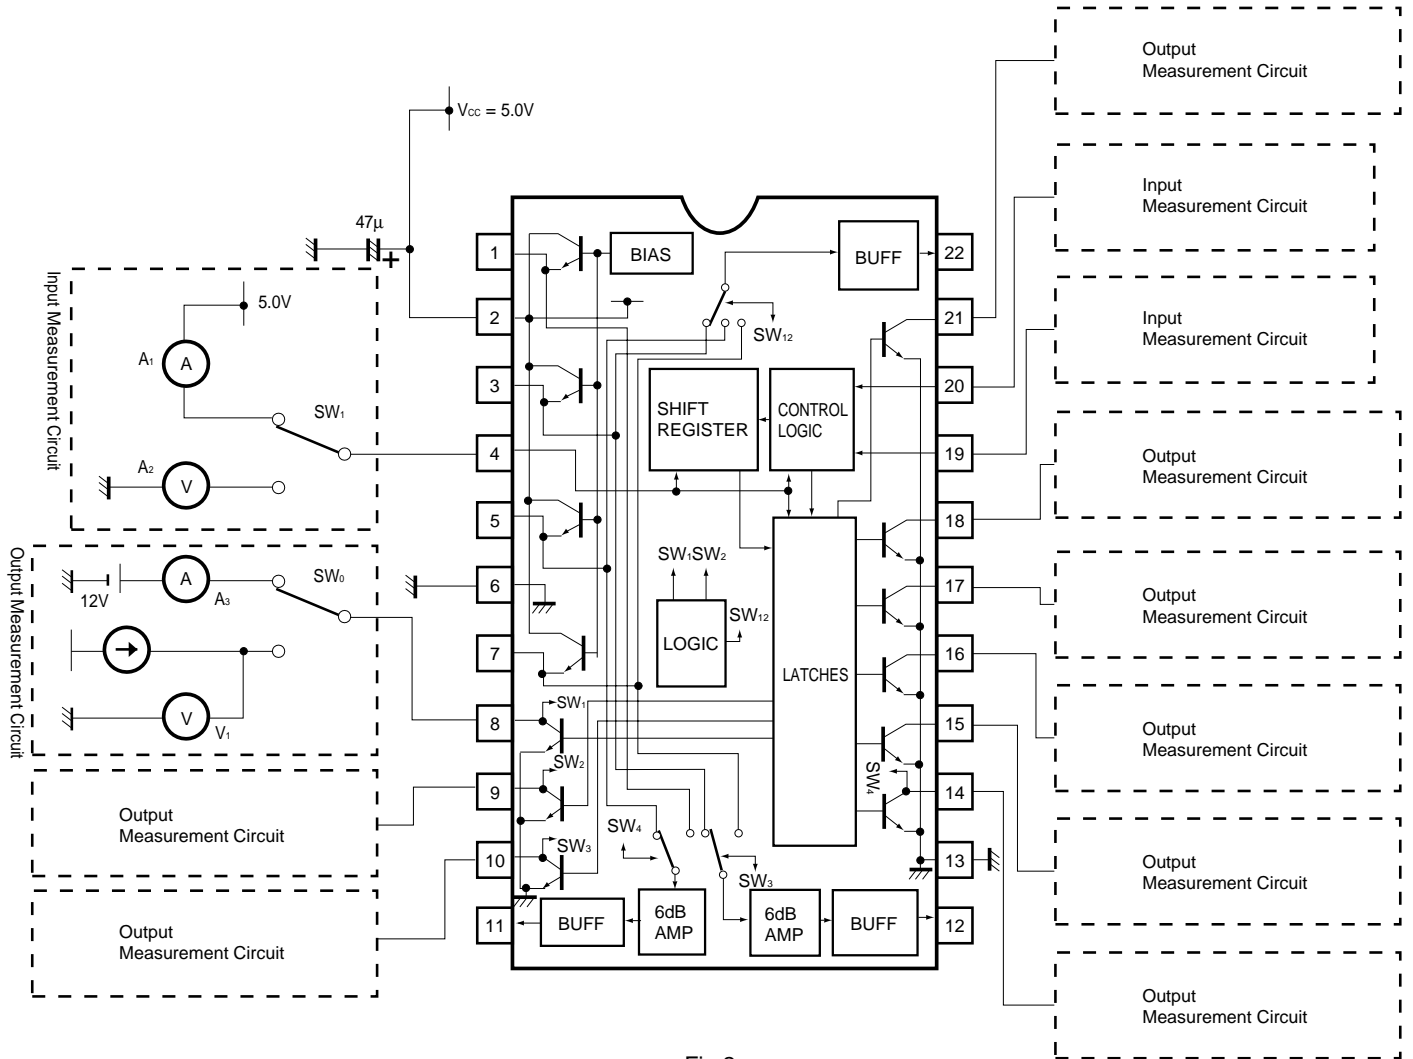 Output
Measurement Circuit
Vcc = 5.0V
Input
Measurement Circuit
47μ
+
1
BIAS
BUFF
22
Input Measurement Circuit
5.0V
2
21
SW12
Input
Measurement Circuit
A1
A
3
SHIFT
REGISTER
CONTROL
LOGIC
20
SW1
4
19
A2
V
Output
Measurement Circuit
5
18
Output Measurement Circuit
12V
A
A3
SW0
6
SW1 SW2
17
Output
Measurement Circuit
SW12
LOGIC
7
LATCHES
16
V
V1
8
SW1
15
Output
Measurement Circuit
SW2
SW4
9
14
Output
Measurement Circuit
SW4
10
SW3
SW3
13
Output
Measurement Circuit
11
BUFF
6dB
AMP
6dB
AMP
BUFF
12
Output
Measurement Circuit
Output
Measurement Circuit